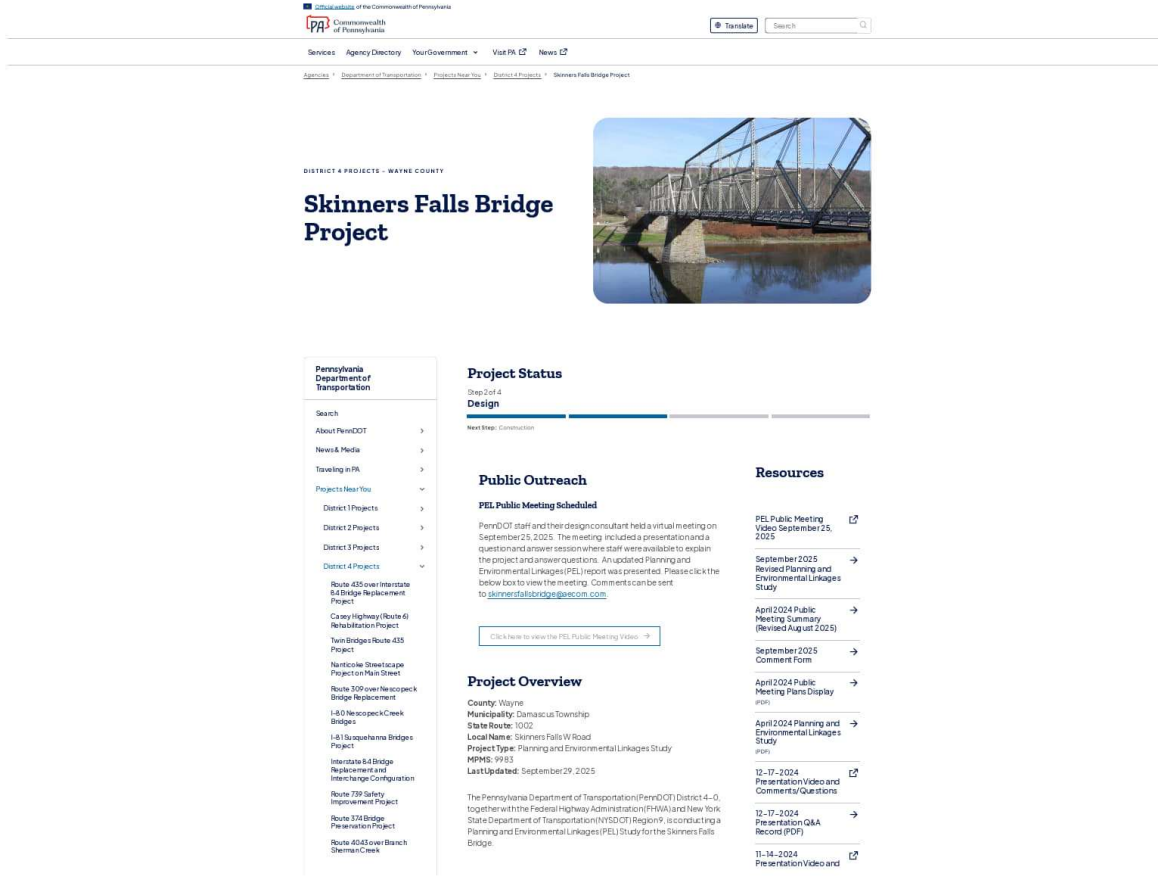 Official website of the Commonwealth of Pennsylvania
PA
Commonwealth
of Pennsylvania
Translate
Search
Services
Agency Directory
Your Government
Visit PA
News
Agencies
Department of Transportation
Projects Near You
District 4 Projects
Skinners Falls Bridge Project
DISTRICT 4 PROJECTS - WAYNE COUNTY
Skinners Falls Bridge
Project
Pennsylvania
Department of
Transportation
Search
About PennDOT
News & Media
Traveling in PA
Projects Near You
District 1 Projects
District 2 Projects
District 3 Projects
District 4 Projects
Route 435 over Interstate
84 Bridge Replacement
Project
Casey Highway (Route 6)
Rehabilitation Project
Twin Bridges Route 435
Project
Nanticoke Streetscape
Project on Main Street
Route 309 over Nescopeck
Bridge Replacement
I-80 Nescopeck Creek
Bridges
I-81 Susquehanna Bridges
Project
Interstate 84 Bridge
Replacement and
Interchange Configuration
Route 739 Safety
Improvement Project
Route 374 Bridge
Preservation Project
Route 4043 over Branch
Sherman Creek
Project Status
Step 2 of 4
Design
Next Step: Construction
Public Outreach
PEL Public Meeting Scheduled
PennDOT staff and their design consultant held a virtual meeting on
September 25, 2025. The meeting included a presentation and a
question and answer session where staff were available to explain
the project and answer questions. An updated Planning and
Environmental Linkages (PEL) report was presented. Please click the
below box to view the meeting. Comments can be sent
to skinnersfallsbridge@aecom.com.
Click here to view the PEL Public Meeting Video
Project Overview
County: Wayne
Municipality: Damascus Township
State Route: 1002
Local Name: Skinners Falls W Road
Project Type: Planning and Environmental Linkages Study
MPMS: 9983
Last Updated: September 29, 2025
The Pennsylvania Department of Transportation (PennDOT) District 4-0,
together with the Federal Highway Administration (FHWA) and New York
State Department of Transportation (NYSDOT) Region 9, is conducting a
Planning and Environmental Linkages (PEL) Study for the Skinners Falls
Bridge.
Resources
PEL Public Meeting
Video September 25,
2025
September 2025
Revised Planning and
Environmental Linkages
Study
April 2024 Public
Meeting Summary
(Revised August 2025)
September 2025
Comment Form
April 2024 Public
Meeting Plans Display
(PDF)
April 2024 Planning and
Environmental Linkages
Study
(PDF)
12-17-2024
Presentation Video and
Comments/Questions
12-17-2024
Presentation Q&A
Record (PDF)
11-14-2024
Presentation Video and